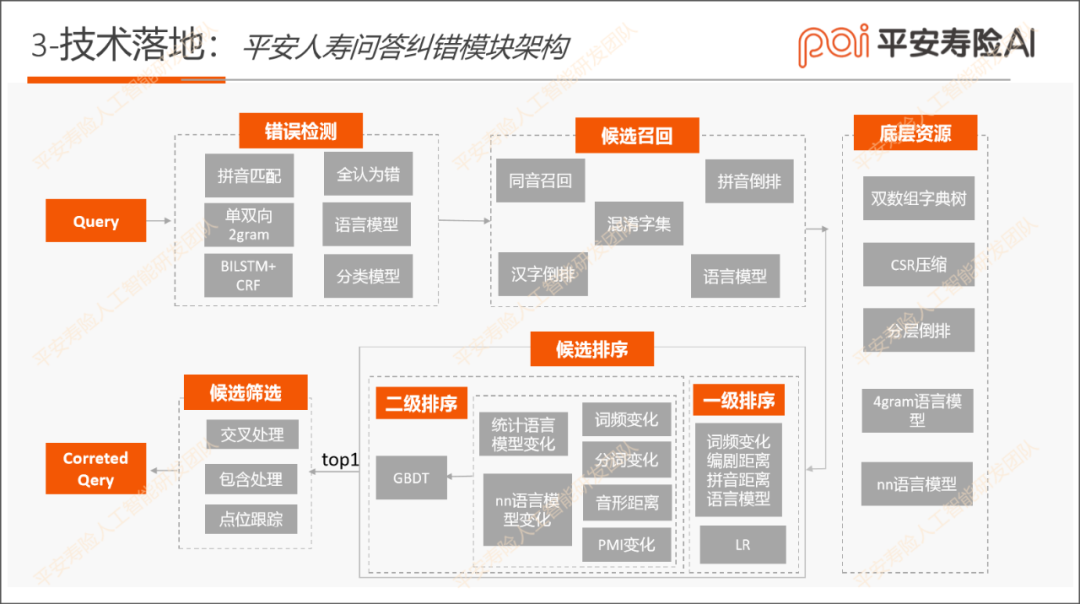 3-技术落地：平安人寿问答纠错模块架构
pai 平安寿险AI
错误检测
拼音匹配
全认为错
单双向
2gram
语言模型
BILSTM+
CRF
分类模型
Query
候选召回
同音召回
拼音倒排
混淆字集
汉字倒排
语言模型
底层资源
双数组字典树
CSR压缩
分层倒排
4gram语言模
型
nn语言模型
候选排序
一级排序
词频变化
编剧距离
拼音距离
语言模型
LR
二级排序
统计语言
模型变化
nn语言模
型变化
词频变化
分词变化
音形距离
PMI变化
GBDT
top1
候选筛选
交叉处理
包含处理
点位跟踪
Correted
Qery
平安寿险人工智能研发团队